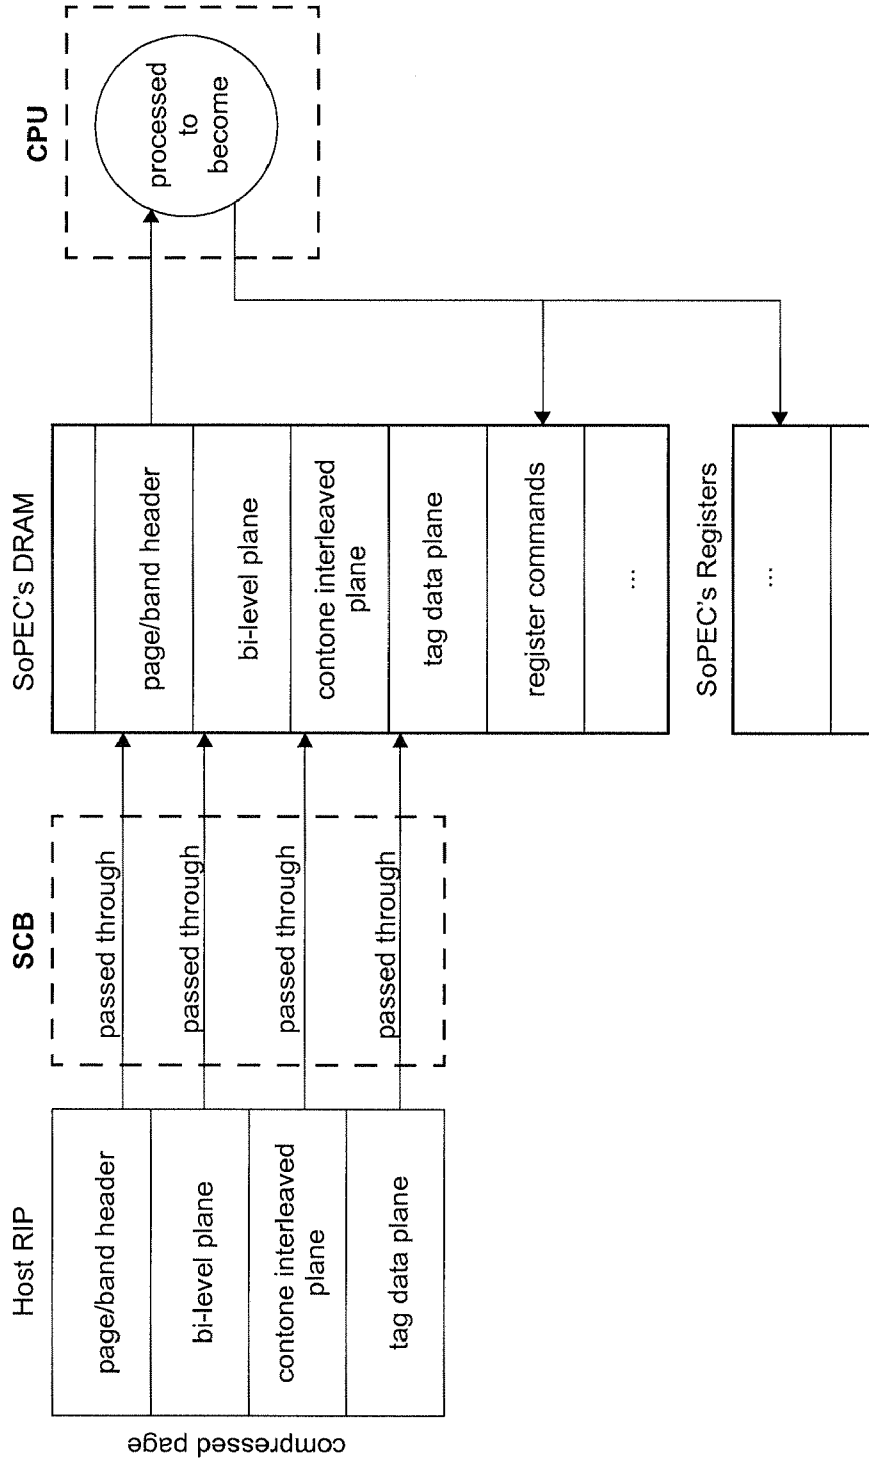 compressed page
Host RIP
page/band header
bi-level plane
contone interleaved
plane
tag data plane
SCB
passed through
passed through
passed through
passed through
SoPEC's DRAM
page/band header
bi-level plane
contone interleaved
plane
tag data plane
register commands
...
SoPEC's Registers
...
CPU
processed
to
become